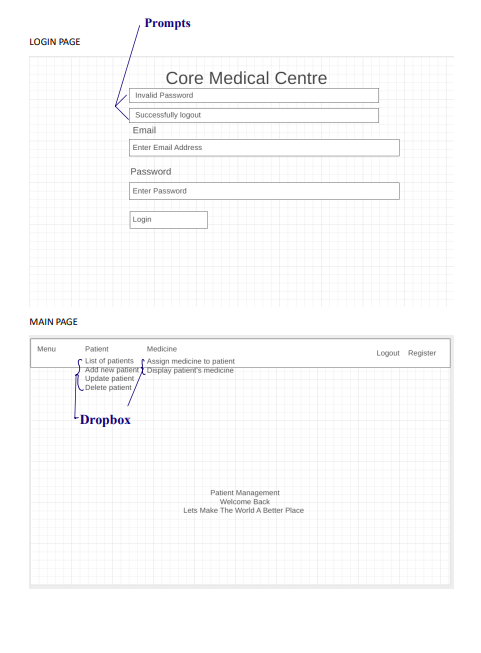 Prompts
LOGIN PAGE
Core Medical Centre
Invalid Password
Successfully logout
Email
Enter Email Address
Password
Enter Password
Login
MAIN PAGE
Menu Patient Medicine Logout Register
List of patients Assign medicine to patient
Add new patient Display patient's medicine
Update patient
Delete patient
Dropbox
Patient Management
Welcome Back
Lets Make The World A Better Place